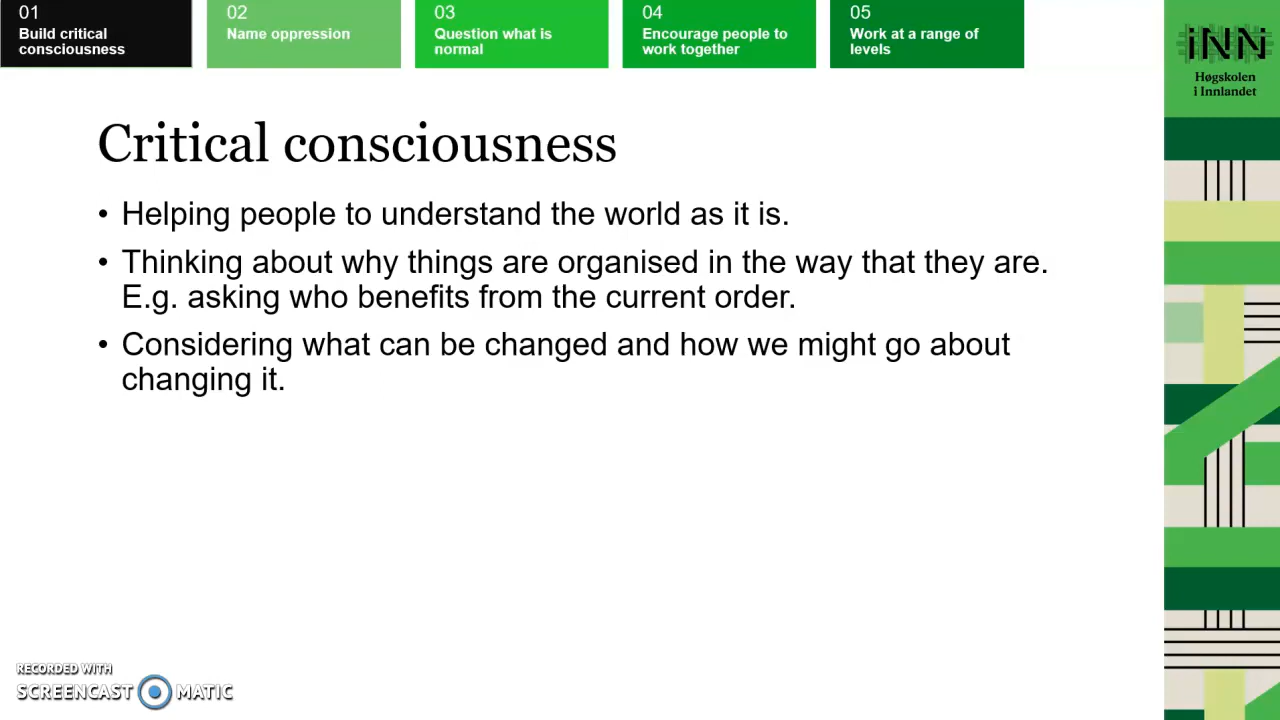 01
Build critical
consciousness
02
Name oppression
03
Question what is
normal
04
Encourage people to
work together
05
Work at a range of
levels
iNN
Høgskolen
i Innlandet
Critical consciousness
• Helping people to understand the world as it is.
• Thinking about why things are organised in the way that they are.
E.g. asking who benefits from the current order.
• Considering what can be changed and how we might go about
changing it.
RECORDED WITH
SCREENCAST MATIC